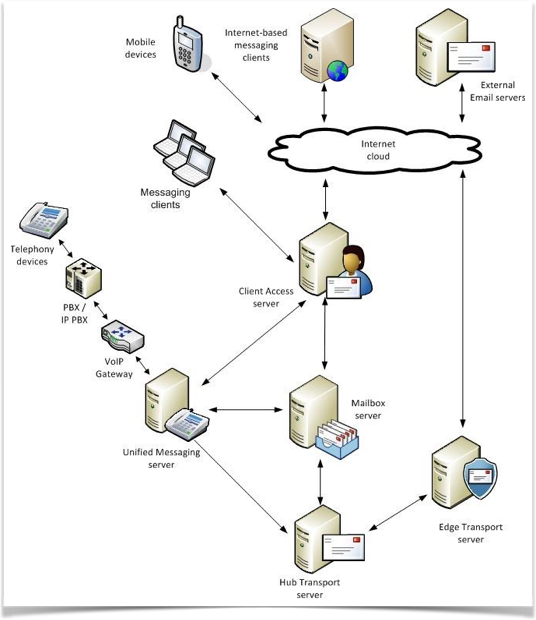 Mobile
devices
Internet-based
messaging
clients
External
Email servers
Internet
cloud
Messaging
clients
Telephony
devices
PBX /
IP PBX
VoIP
Gateway
Client Access
server
Mailbox
server
Unified Messaging
server
Edge Transport
server
Hub Transport
server